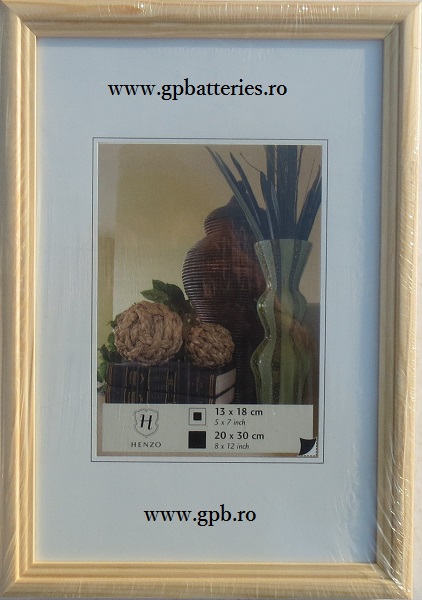 www.gpbatteries.ro
13 x 18 cm
5 x 7 inch
20 x 30 cm
8 x 12 inch
H
HENZO
www.gpb.ro